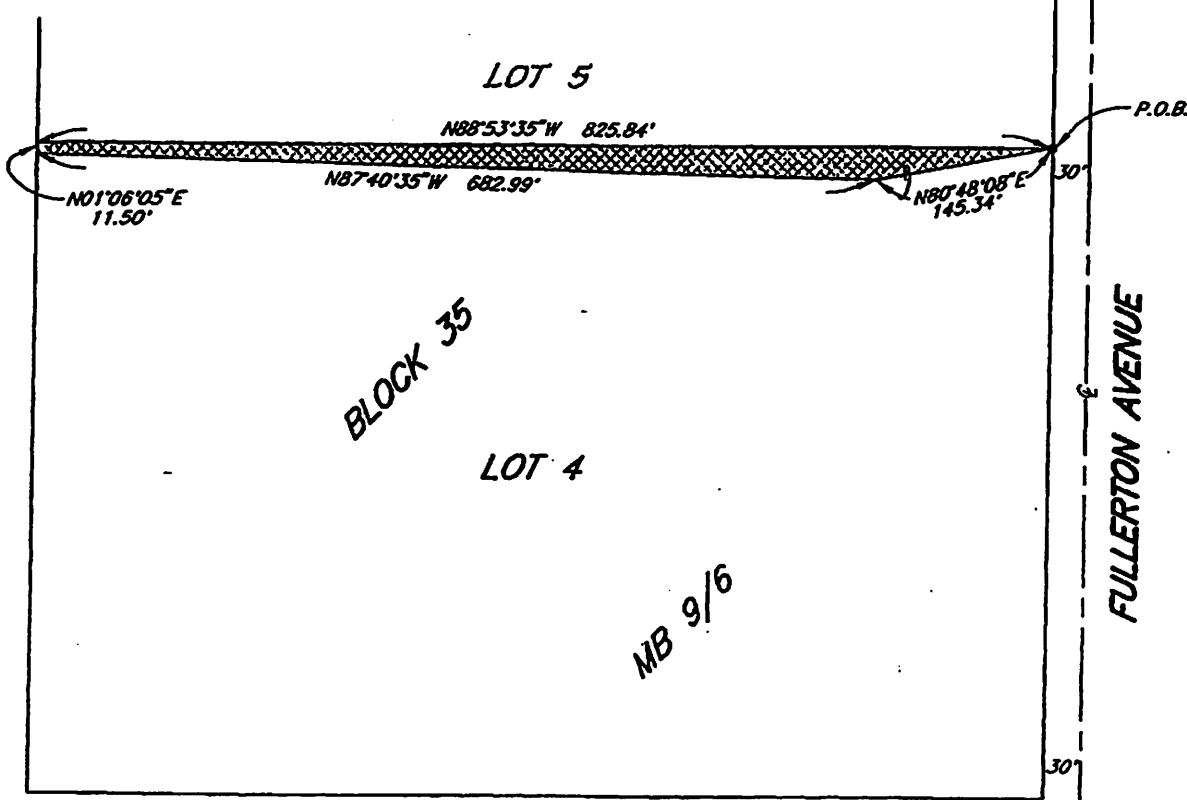 LOT 5
P.O.B.
N88°53'35"W 825.84'
30'
N87°40'35"W 682.99'
N80°48'08"E
145.34'
N01°06'05"E
11.50'
BLOCK 35
FULLERTON AVENUE
LOT 4
MB 9/6
30'